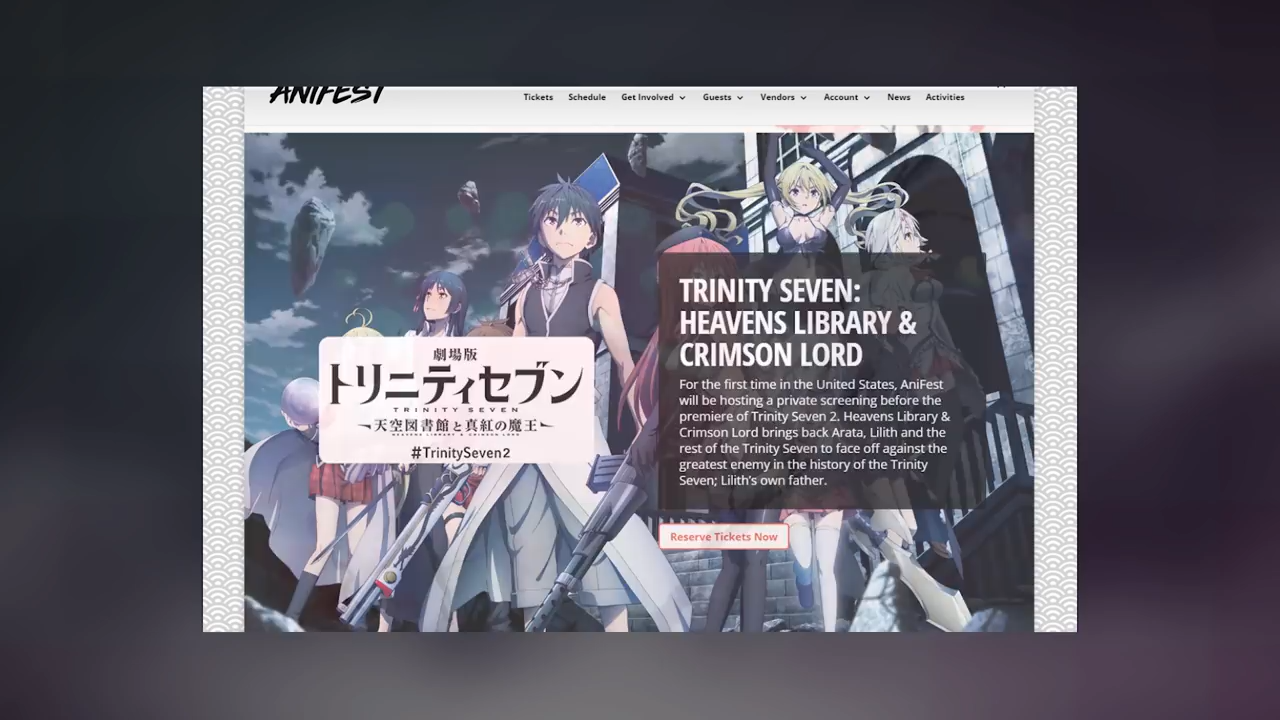 ANIFEST
Tickets Schedule Get Involved Guests Vendors Account News Activities
劇場版
トリニティセブン
TRINITY SEVEN
天空図書館と真紅の魔王
HEAVENS LIBRARY & CRIMSON LORD
#TrinitySeven2
TRINITY SEVEN:
HEAVENS LIBRARY &
CRIMSON LORD
For the first time in the United States, AniFest
will be hosting a private screening before the
premiere of Trinity Seven 2. Heavens Library &
Crimson Lord brings back Arata, Lilith and the
rest of the Trinity Seven to face off against the
greatest enemy in the history of the Trinity
Seven; Lilith's own father.
Reserve Tickets Now